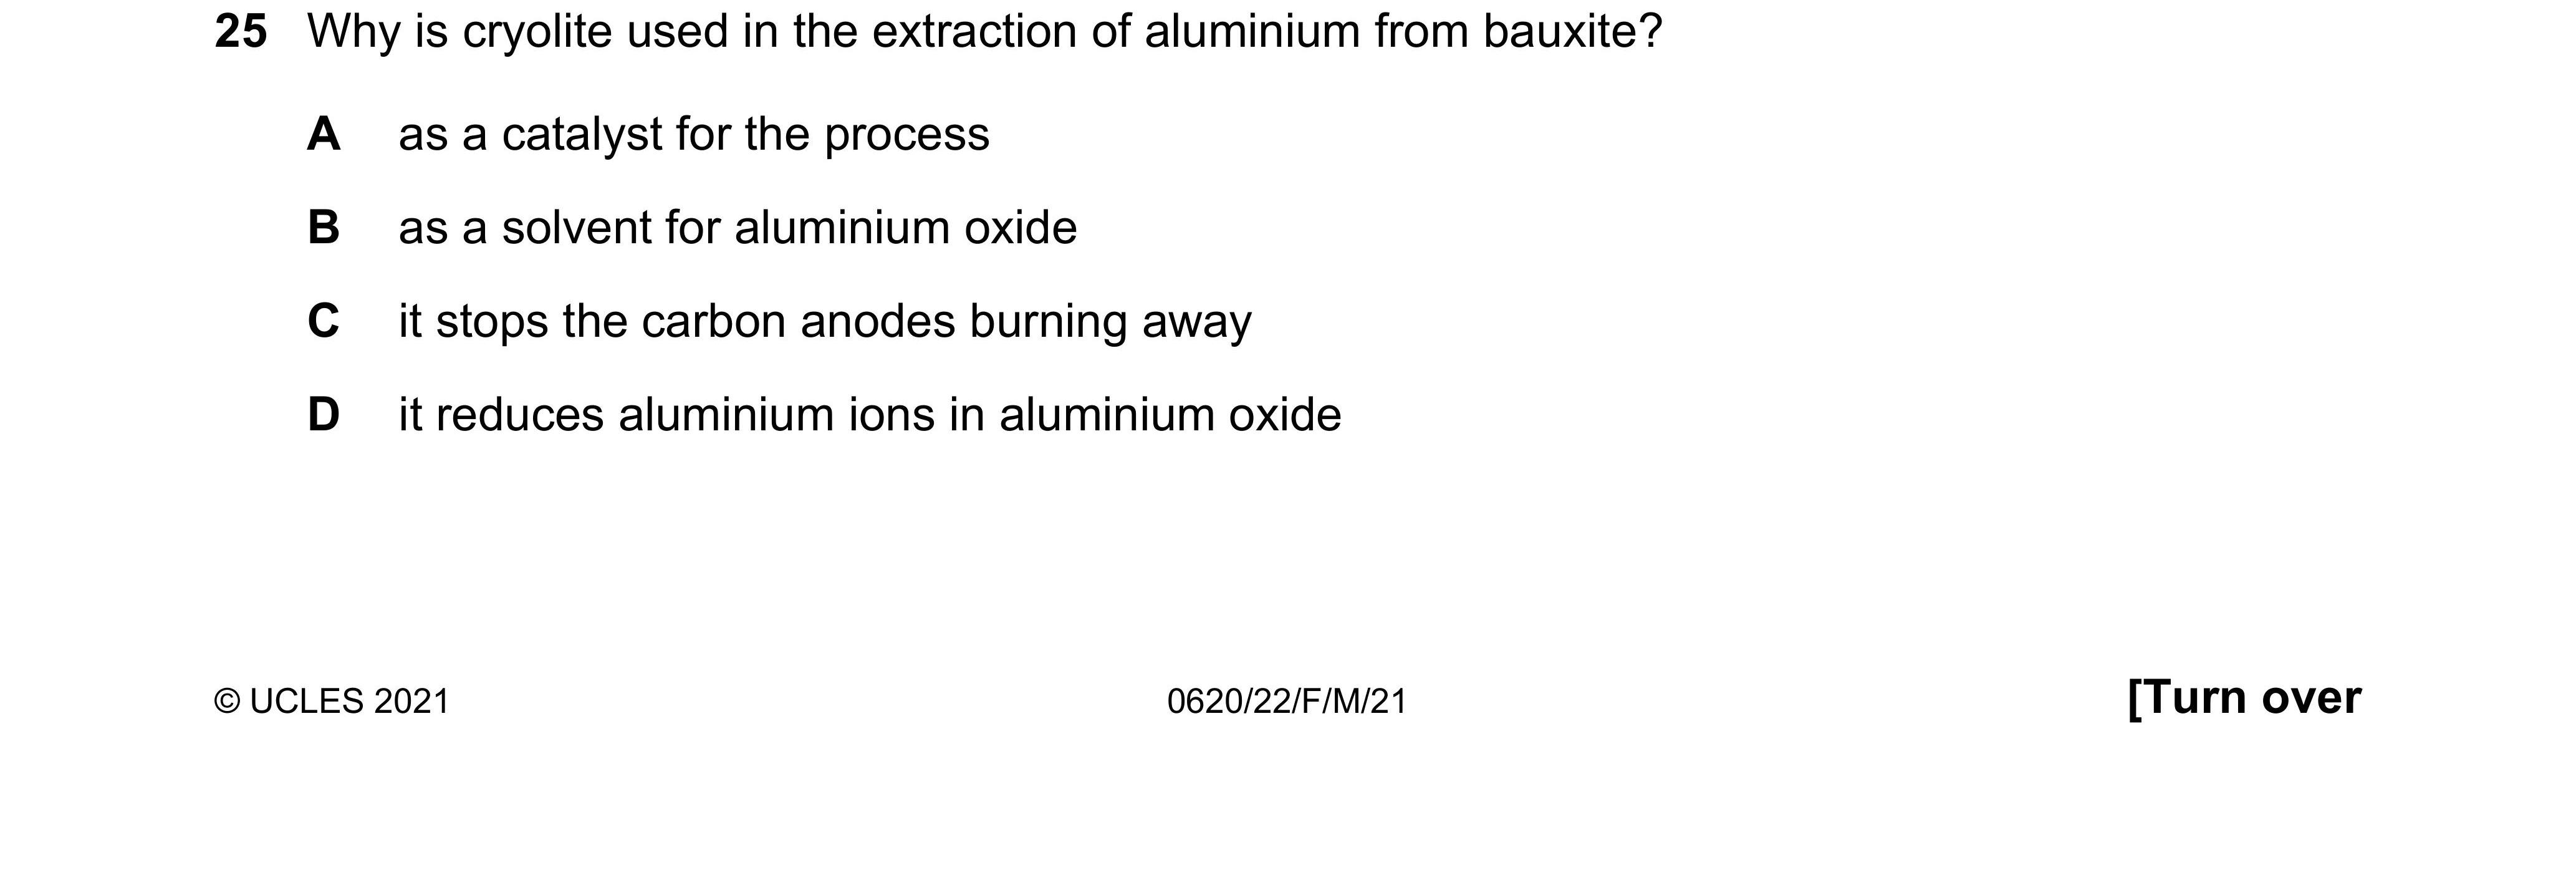 25 Why is cryolite used in the extraction of aluminium from bauxite?
A as a catalyst for the process
B as a solvent for aluminium oxide
C it stops the carbon anodes burning away
D it reduces aluminium ions in aluminium oxide
© UCLES 2021 0620/22/F/M/21 [Turn over